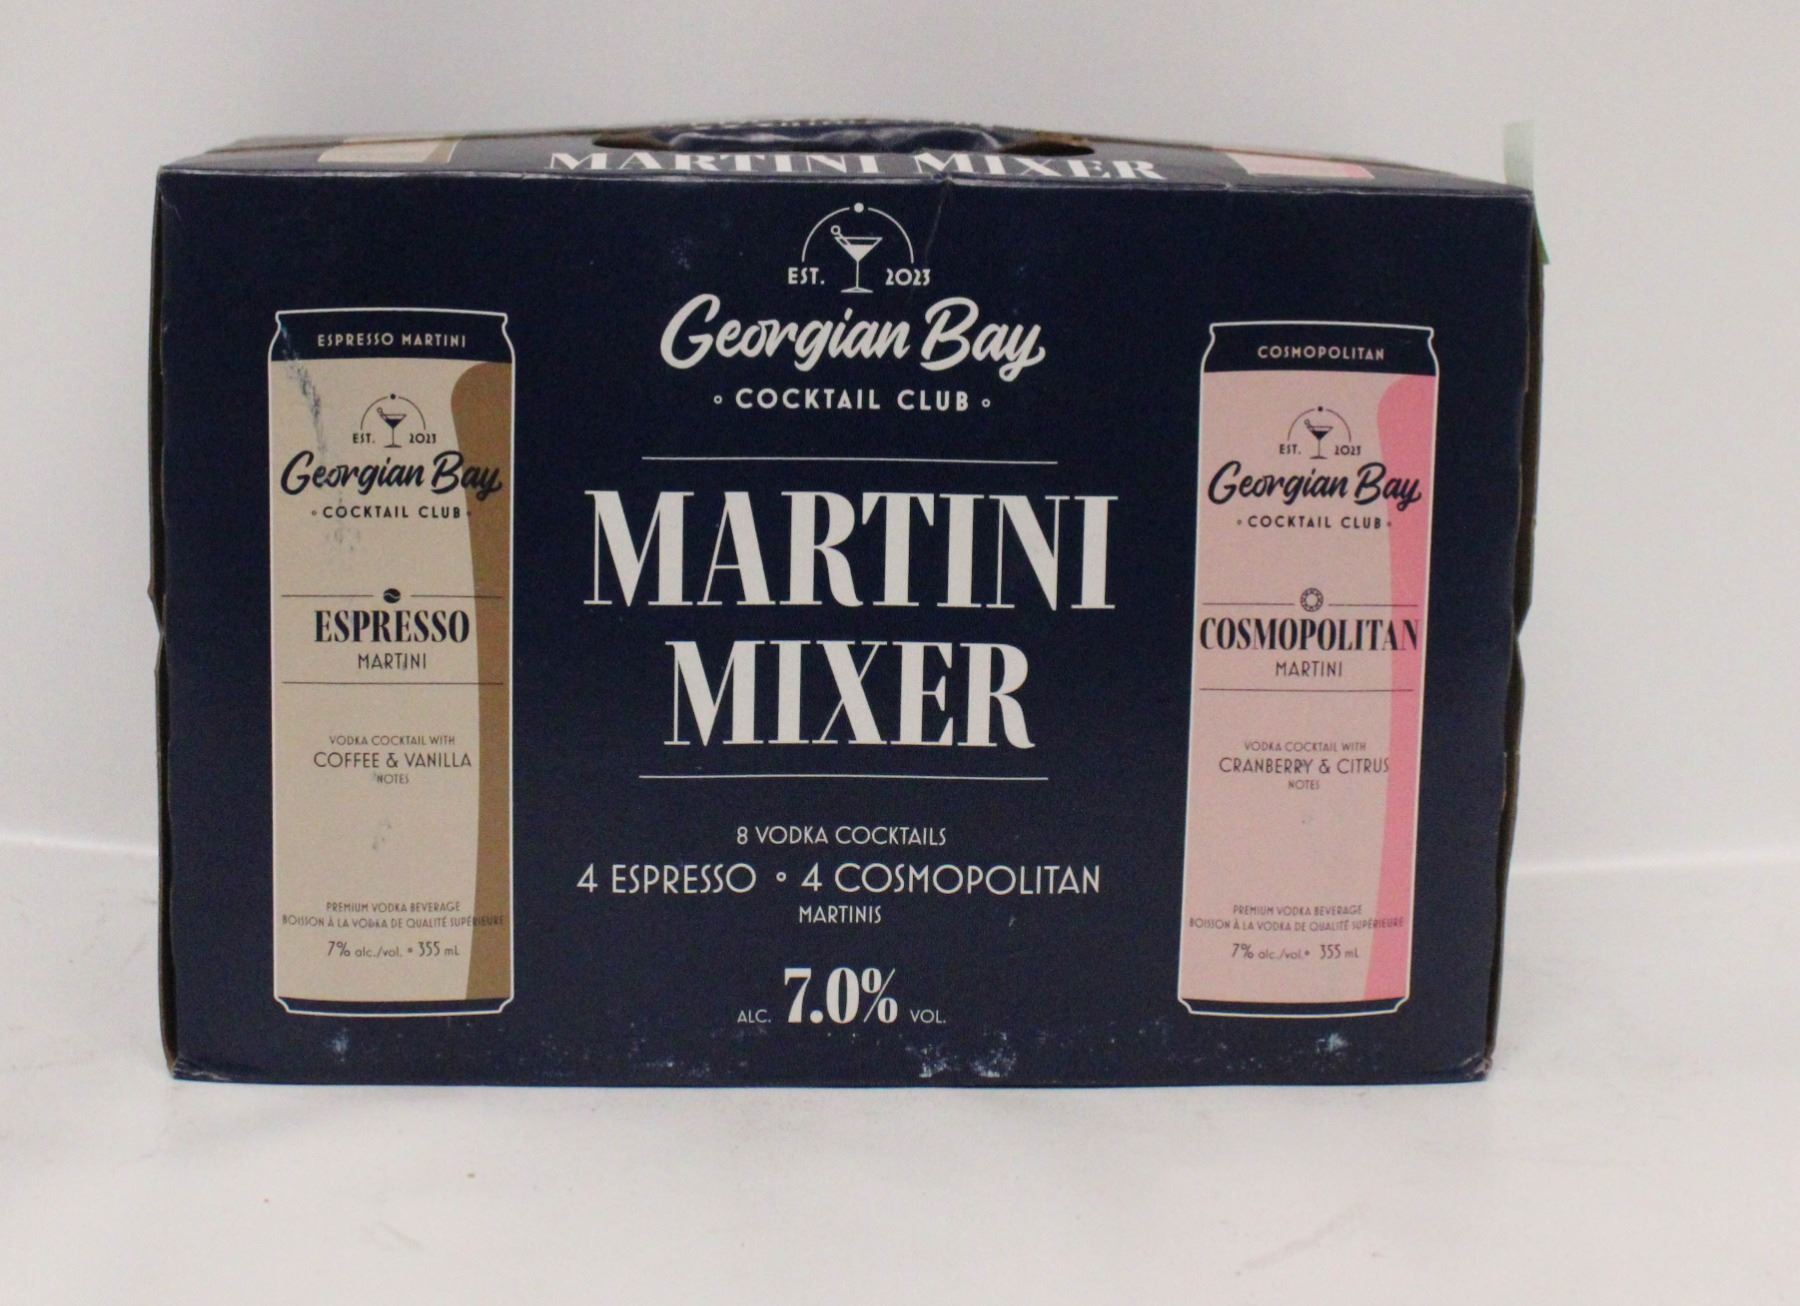 MARTINI MIXER
EST. 2023
Georgian Bay
COCKTAIL CLUB
MARTINI
MIXER
8 VODKA COCKTAILS
4 ESPRESSO • 4 COSMOPOLITAN
MARTINIS
ALC. 7.0% VOL.
ESPRESSO MARTINI
EST. 2023
Georgian Bay
COCKTAIL CLUB
ESPRESSO
MARTINI
VODKA COCKTAIL WITH
COFFEE & VANILLA
NOTES
PREMIUM VODKA BEVERAGE
BOISSON À LA VODKA DE QUALITÉ SUPÉRIEURE
7% alc./vol. • 355 mL
COSMOPOLITAN
EST. 2023
Georgian Bay
COCKTAIL CLUB
COSMOPOLITAN
MARTINI
VODKA COCKTAIL WITH
CRANBERRY & CITRUS
NOTES
PREMIUM VODKA BEVERAGE
BOISSON À LA VODKA DE QUALITÉ SUPÉRIEURE
7% alc./vol. • 355 mL